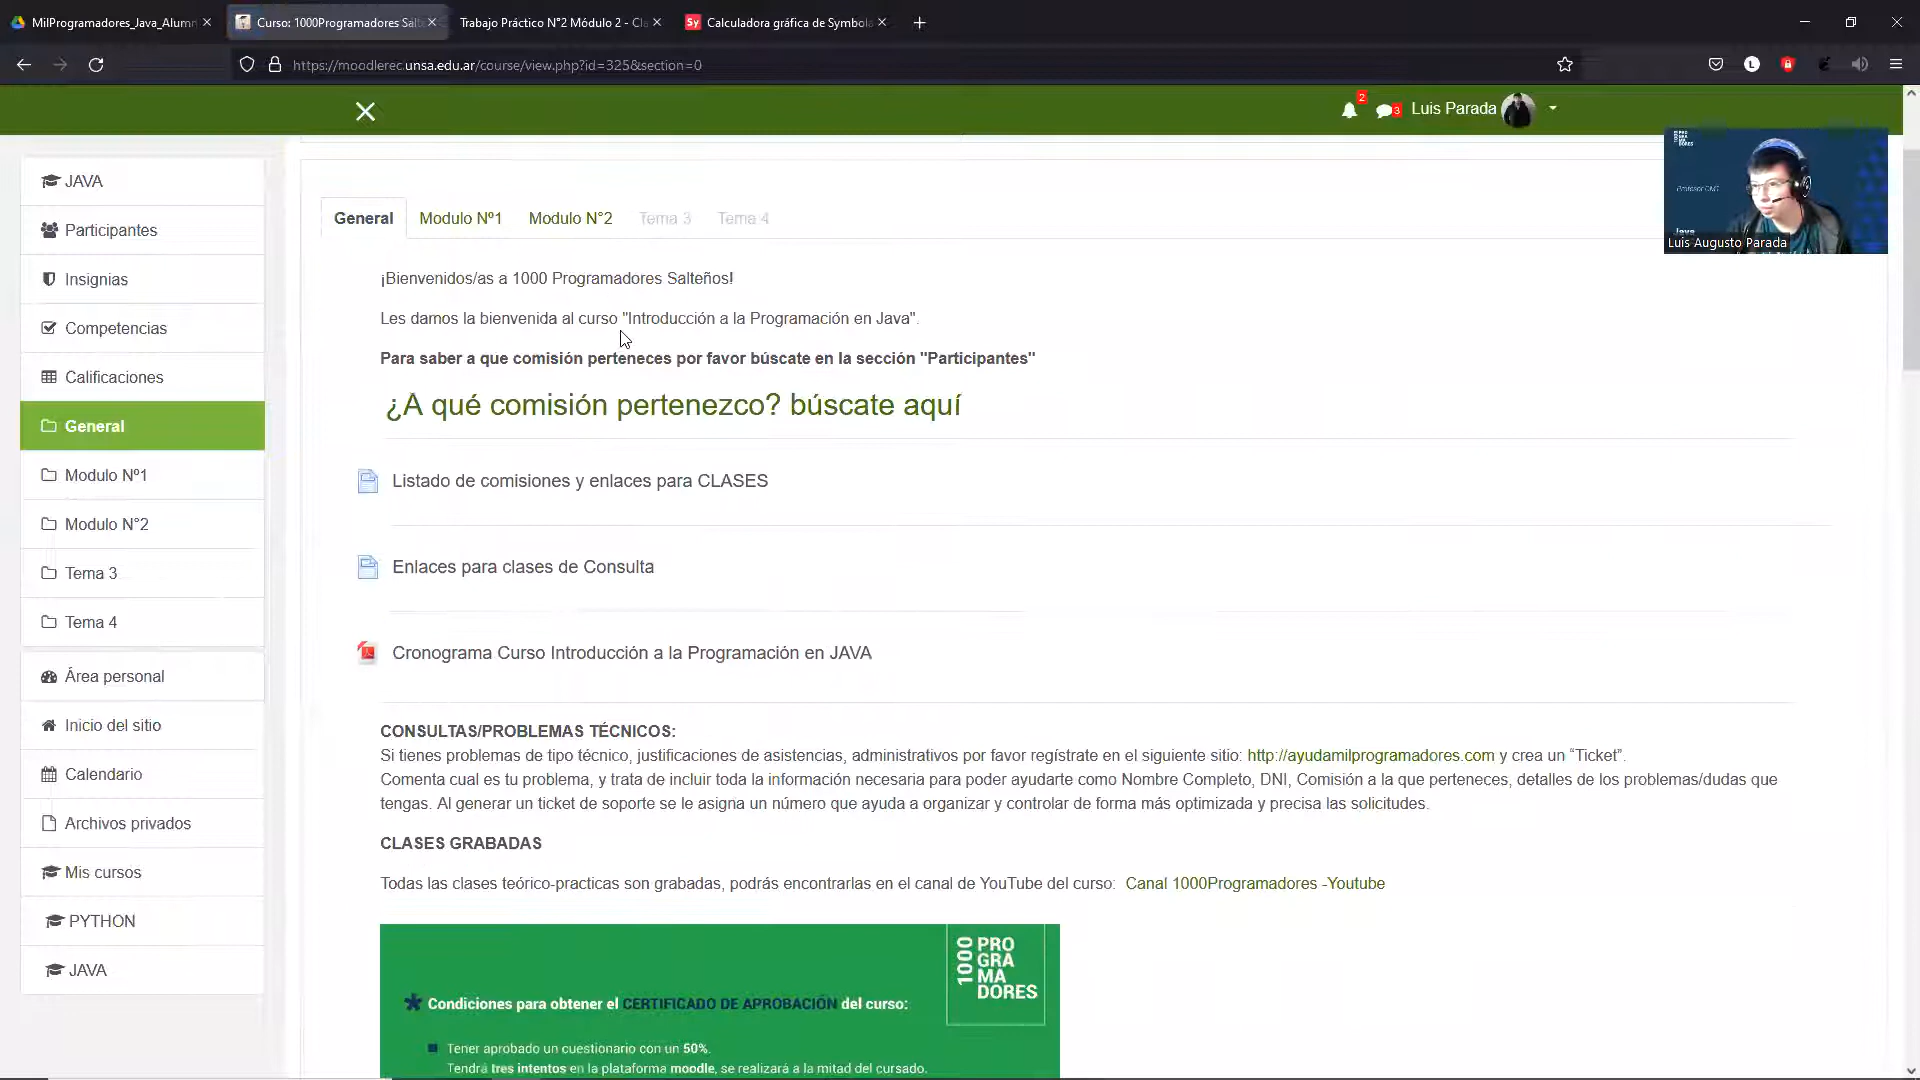 MilProgramadores_Java_Alumn
Curso: 1000Programadores Salte
Trabajo Práctico N°2 Módulo 2 - Cla
Sy Calculadora gráfica de Symbola
https://moodlerec.unsa.edu.ar/course/view.php?id=325&section=0
2
3
Luis Parada
JAVA
Participantes
Insignias
Competencias
Calificaciones
General
Modulo Nº1
Modulo N°2
Tema 3
Tema 4
Área personal
Inicio del sitio
Calendario
Archivos privados
Mis cursos
PYTHON
JAVA
General Modulo Nº1 Modulo N°2 Tema 3 Tema 4
¡Bienvenidos/as a 1000 Programadores Salteños!
Les damos la bienvenida al curso "Introducción a la Programación en Java".
Para saber a que comisión perteneces por favor búscate en la sección "Participantes"
¿A qué comisión pertenezco? búscate aquí
Listado de comisiones y enlaces para CLASES
Enlaces para clases de Consulta
Cronograma Curso Introducción a la Programación en JAVA
CONSULTAS/PROBLEMAS TÉCNICOS:
Si tienes problemas de tipo técnico, justificaciones de asistencias, administrativos por favor regístrate en el siguiente sitio: http://ayudamilprogramadores.com y crea un “Ticket”.
Comenta cual es tu problema, y trata de incluir toda la información necesaria para poder ayudarte como Nombre Completo, DNI, Comisión a la que perteneces, detalles de los problemas/dudas que
tengas. Al generar un ticket de soporte se le asigna un número que ayuda a organizar y controlar de forma más optimizada y precisa las solicitudes.
CLASES GRABADAS
Todas las clases teórico-practicas son grabadas, podrás encontrarlas en el canal de YouTube del curso: Canal 1000Programadores -Youtube
1000
PRO
GRA
MA
DORES
Condiciones para obtener el CERTIFICADO DE APROBACIÓN del curso:
Tener aprobado un cuestionario con un 50%.
Tendrá tres intentos en la plataforma moodle, se realizará a la mitad del cursado.
Luis Augusto Parada